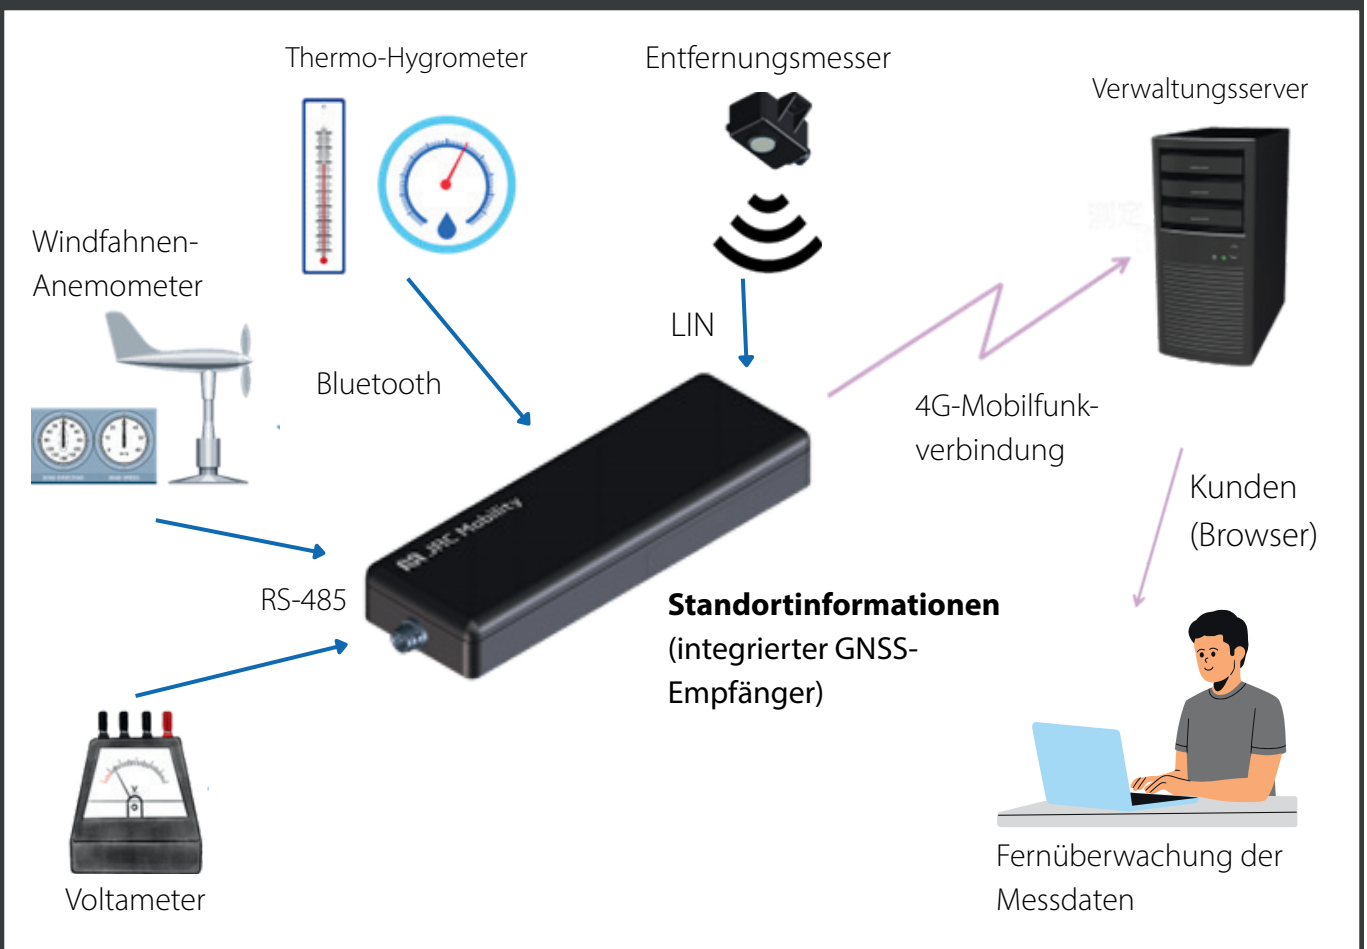 Thermo-Hygrometer
Entfernungsmesser
Verwaltungsserver
Windfahnen-
Anemometer
LIN
Bluetooth
4G-Mobilfunk-
verbindung
Kunden
(Browser)
JRC Mobility
RS-485
Standortinformationen
(integrierter GNSS-
Empfänger)
V
Fernüberwachung der
Messdaten
Voltameter